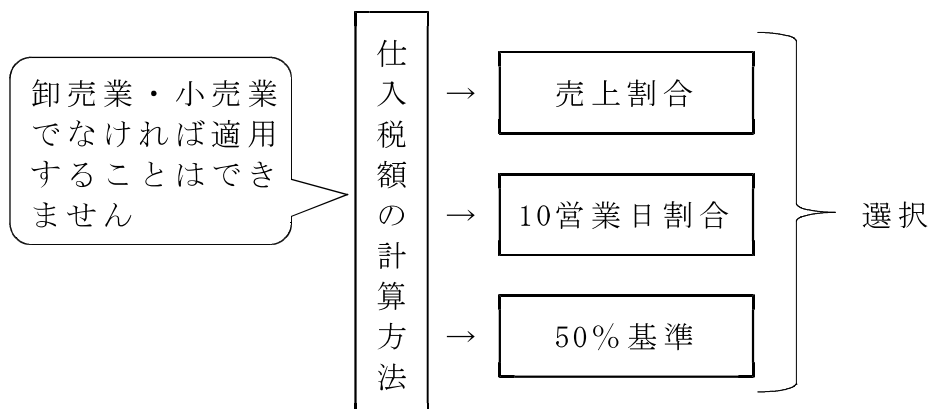 卸売業・小売業
でなければ適用
することはでき
ません
仕入税額の計算方法
→
売上割合
→
10営業日割合
→
50%基準
選択